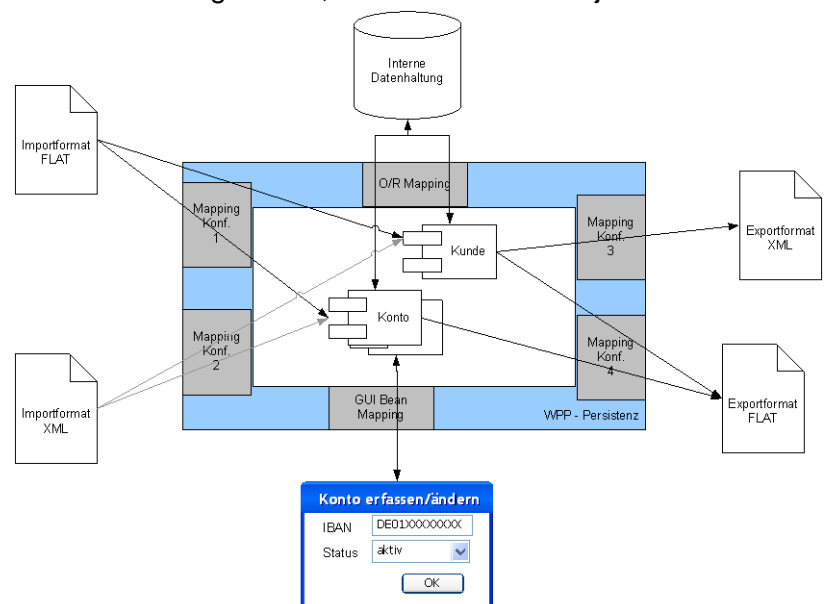 Interne
Datenhaltung
Importformat
FLAT
O/R Mapping
Mapping
Konf.
1
Kunde
Mapping
Konf.
3
Exportformat
XML
Konto
Mapping
Konf.
2
Mapping
Konf.
4
Importformat
XML
GUI Bean
Mapping
WPP - Persistenz
Exportformat
FLAT
Konto erfassen/ändern
IBAN
DE01XXXXXXXX
Status
aktiv
OK